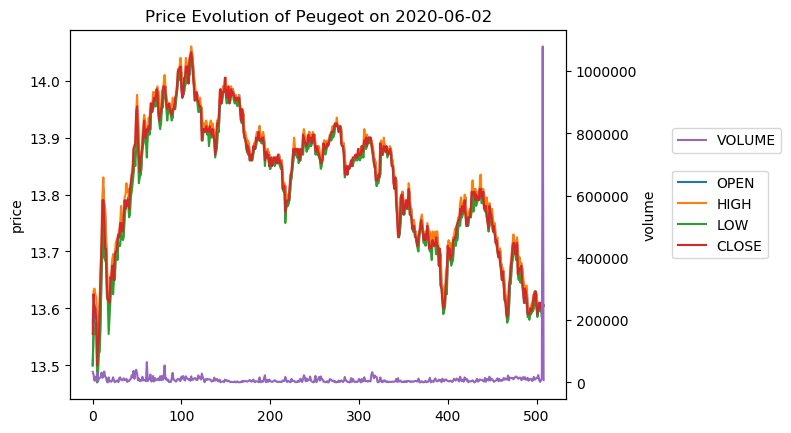 Price Evolution of Peugeot on 2020-06-02
price
14.0
13.9
13.8
13.7
13.6
13.5
0
100
200
300
400
500
1000000
800000
600000
400000
200000
0
volume
VOLUME
OPEN
HIGH
LOW
CLOSE